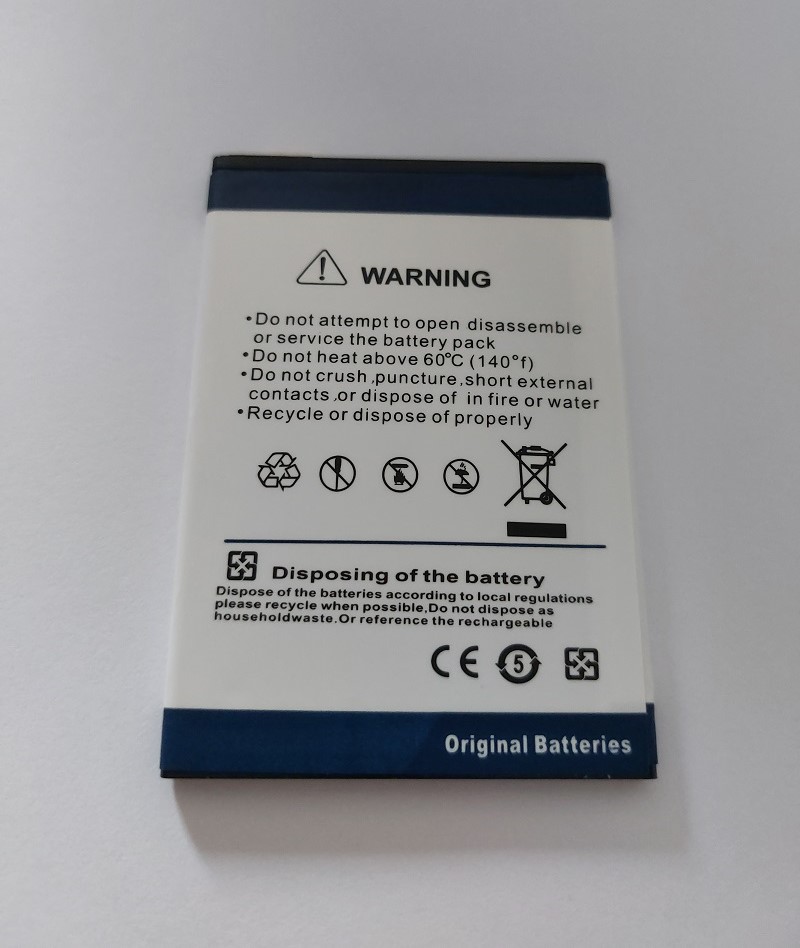 WARNING
•Do not attempt to open disassemble
or service the battery pack
•Do not heat above 60°C (140°f)
•Do not crush ,puncture,short external
contacts ,or dispose of in fire or water
•Recycle or dispose of properly
Disposing of the battery
Dispose of the batteries according to local regulations
please recycle when possible,Do not dispose as
householdwaste.Or reference the rechargeable
CE 5
Original Batteries